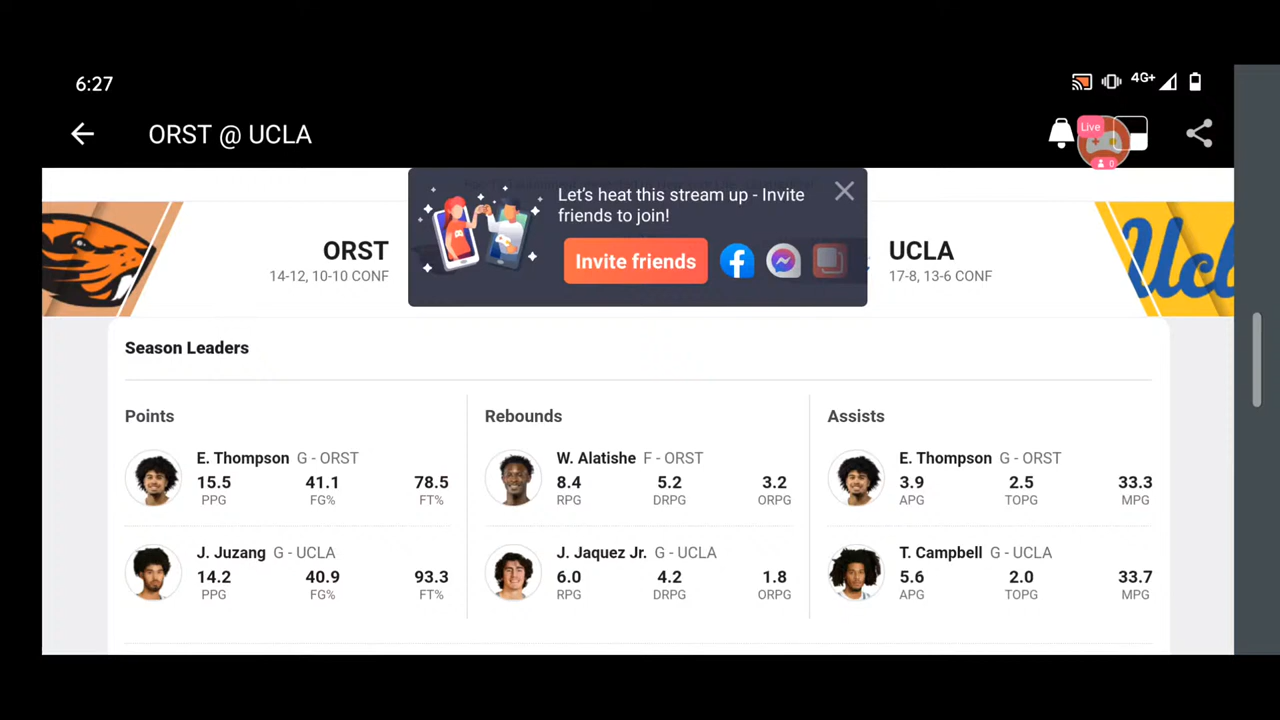 6:27
4G+
ORST @ UCLA
Live
0
Let's heat this stream up - Invite
friends to join!
Invite friends
ORST
14-12, 10-10 CONF
UCLA
17-8, 13-6 CONF
Ucla
Season Leaders
Points
E. Thompson G - ORST
15.5 41.1 78.5
PPG FG% FT%
J. Juzang G - UCLA
14.2 40.9 93.3
PPG FG% FT%
Rebounds
W. Alatishe F - ORST
8.4 5.2 3.2
RPG DRPG ORPG
J. Jaquez Jr. G - UCLA
6.0 4.2 1.8
RPG DRPG ORPG
Assists
E. Thompson G - ORST
3.9 2.5 33.3
APG TOPG MPG
T. Campbell G - UCLA
5.6 2.0 33.7
APG TOPG MPG